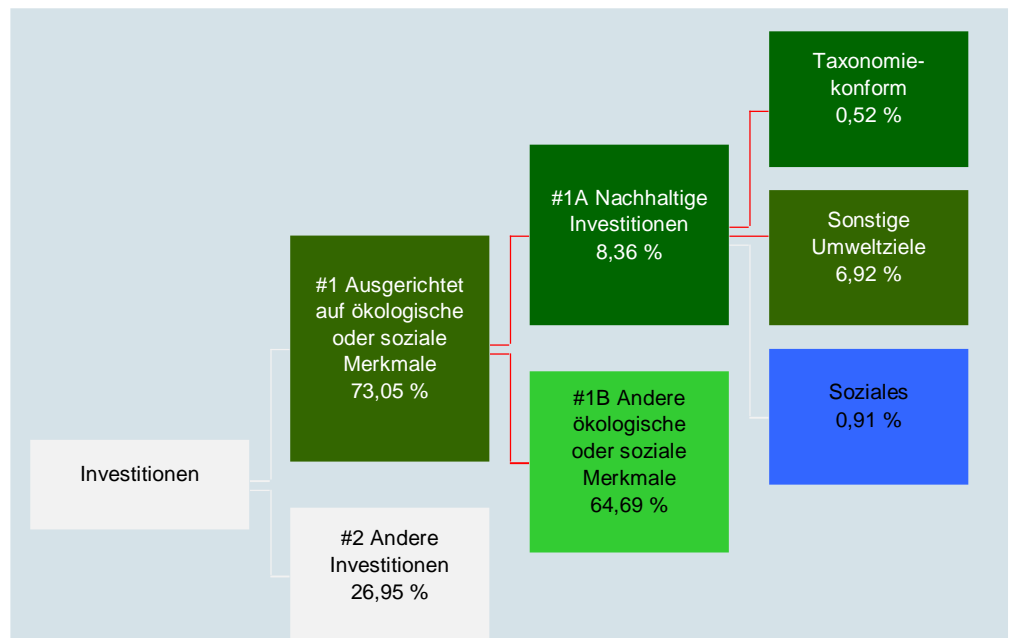 Investitionen
#1 Ausgerichtet
auf ökologische
oder soziale
Merkmale
73,05 %
#2 Andere
Investitionen
26,95 %
#1A Nachhaltige
Investitionen
8,36 %
#1B Andere
ökologische
oder soziale
Merkmale
64,69 %
Taxonomie-
konform
0,52 %
Sonstige
Umweltziele
6,92 %
Soziales
0,91 %